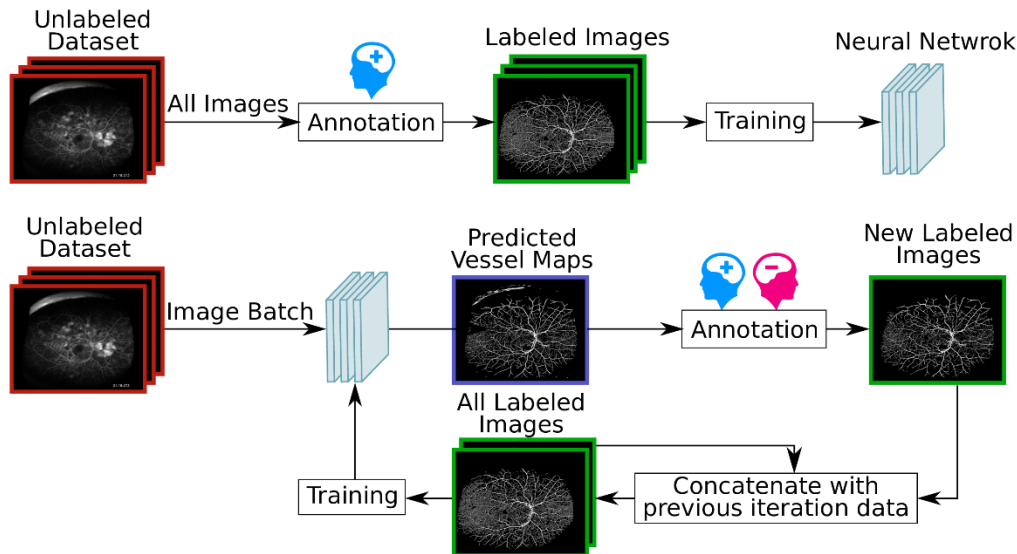 Unlabeled
Dataset
All Images
Annotation
Labeled Images
Training
Neural Netwrok
Unlabeled
Dataset
Image Batch
Predicted
Vessel Maps
Annotation
New Labeled
Images
All Labeled
Images
Training
Concatenate with
previous iteration data